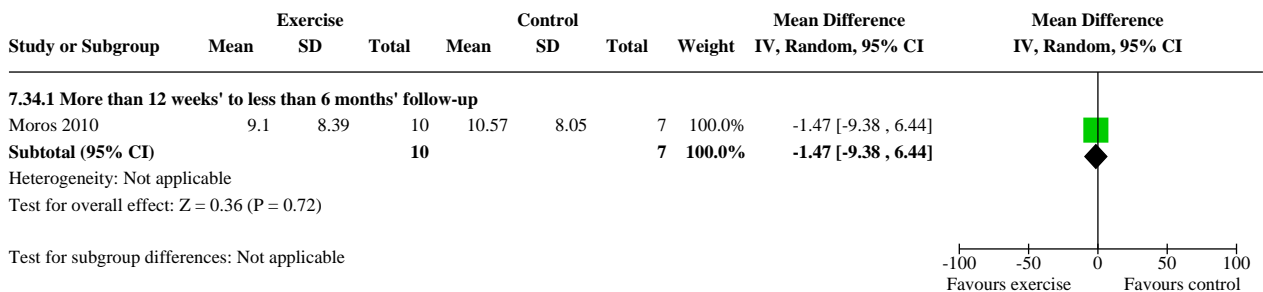 Exercise Control Mean Difference Mean Difference
Study or Subgroup Mean SD Total Mean SD Total Weight IV, Random, 95% CI IV, Random, 95% CI
7.34.1 More than 12 weeks' to less than 6 months' follow-up
Moros 2010 9.1 8.39 10 10.57 8.05 7 100.0% -1.47 [-9.38 , 6.44]
Subtotal (95% CI) 10 7 100.0% -1.47 [-9.38 , 6.44]
Heterogeneity: Not applicable
Test for overall effect: Z = 0.36 (P = 0.72)
Test for subgroup differences: Not applicable
-100 -50 0 50 100
Favours exercise Favours control